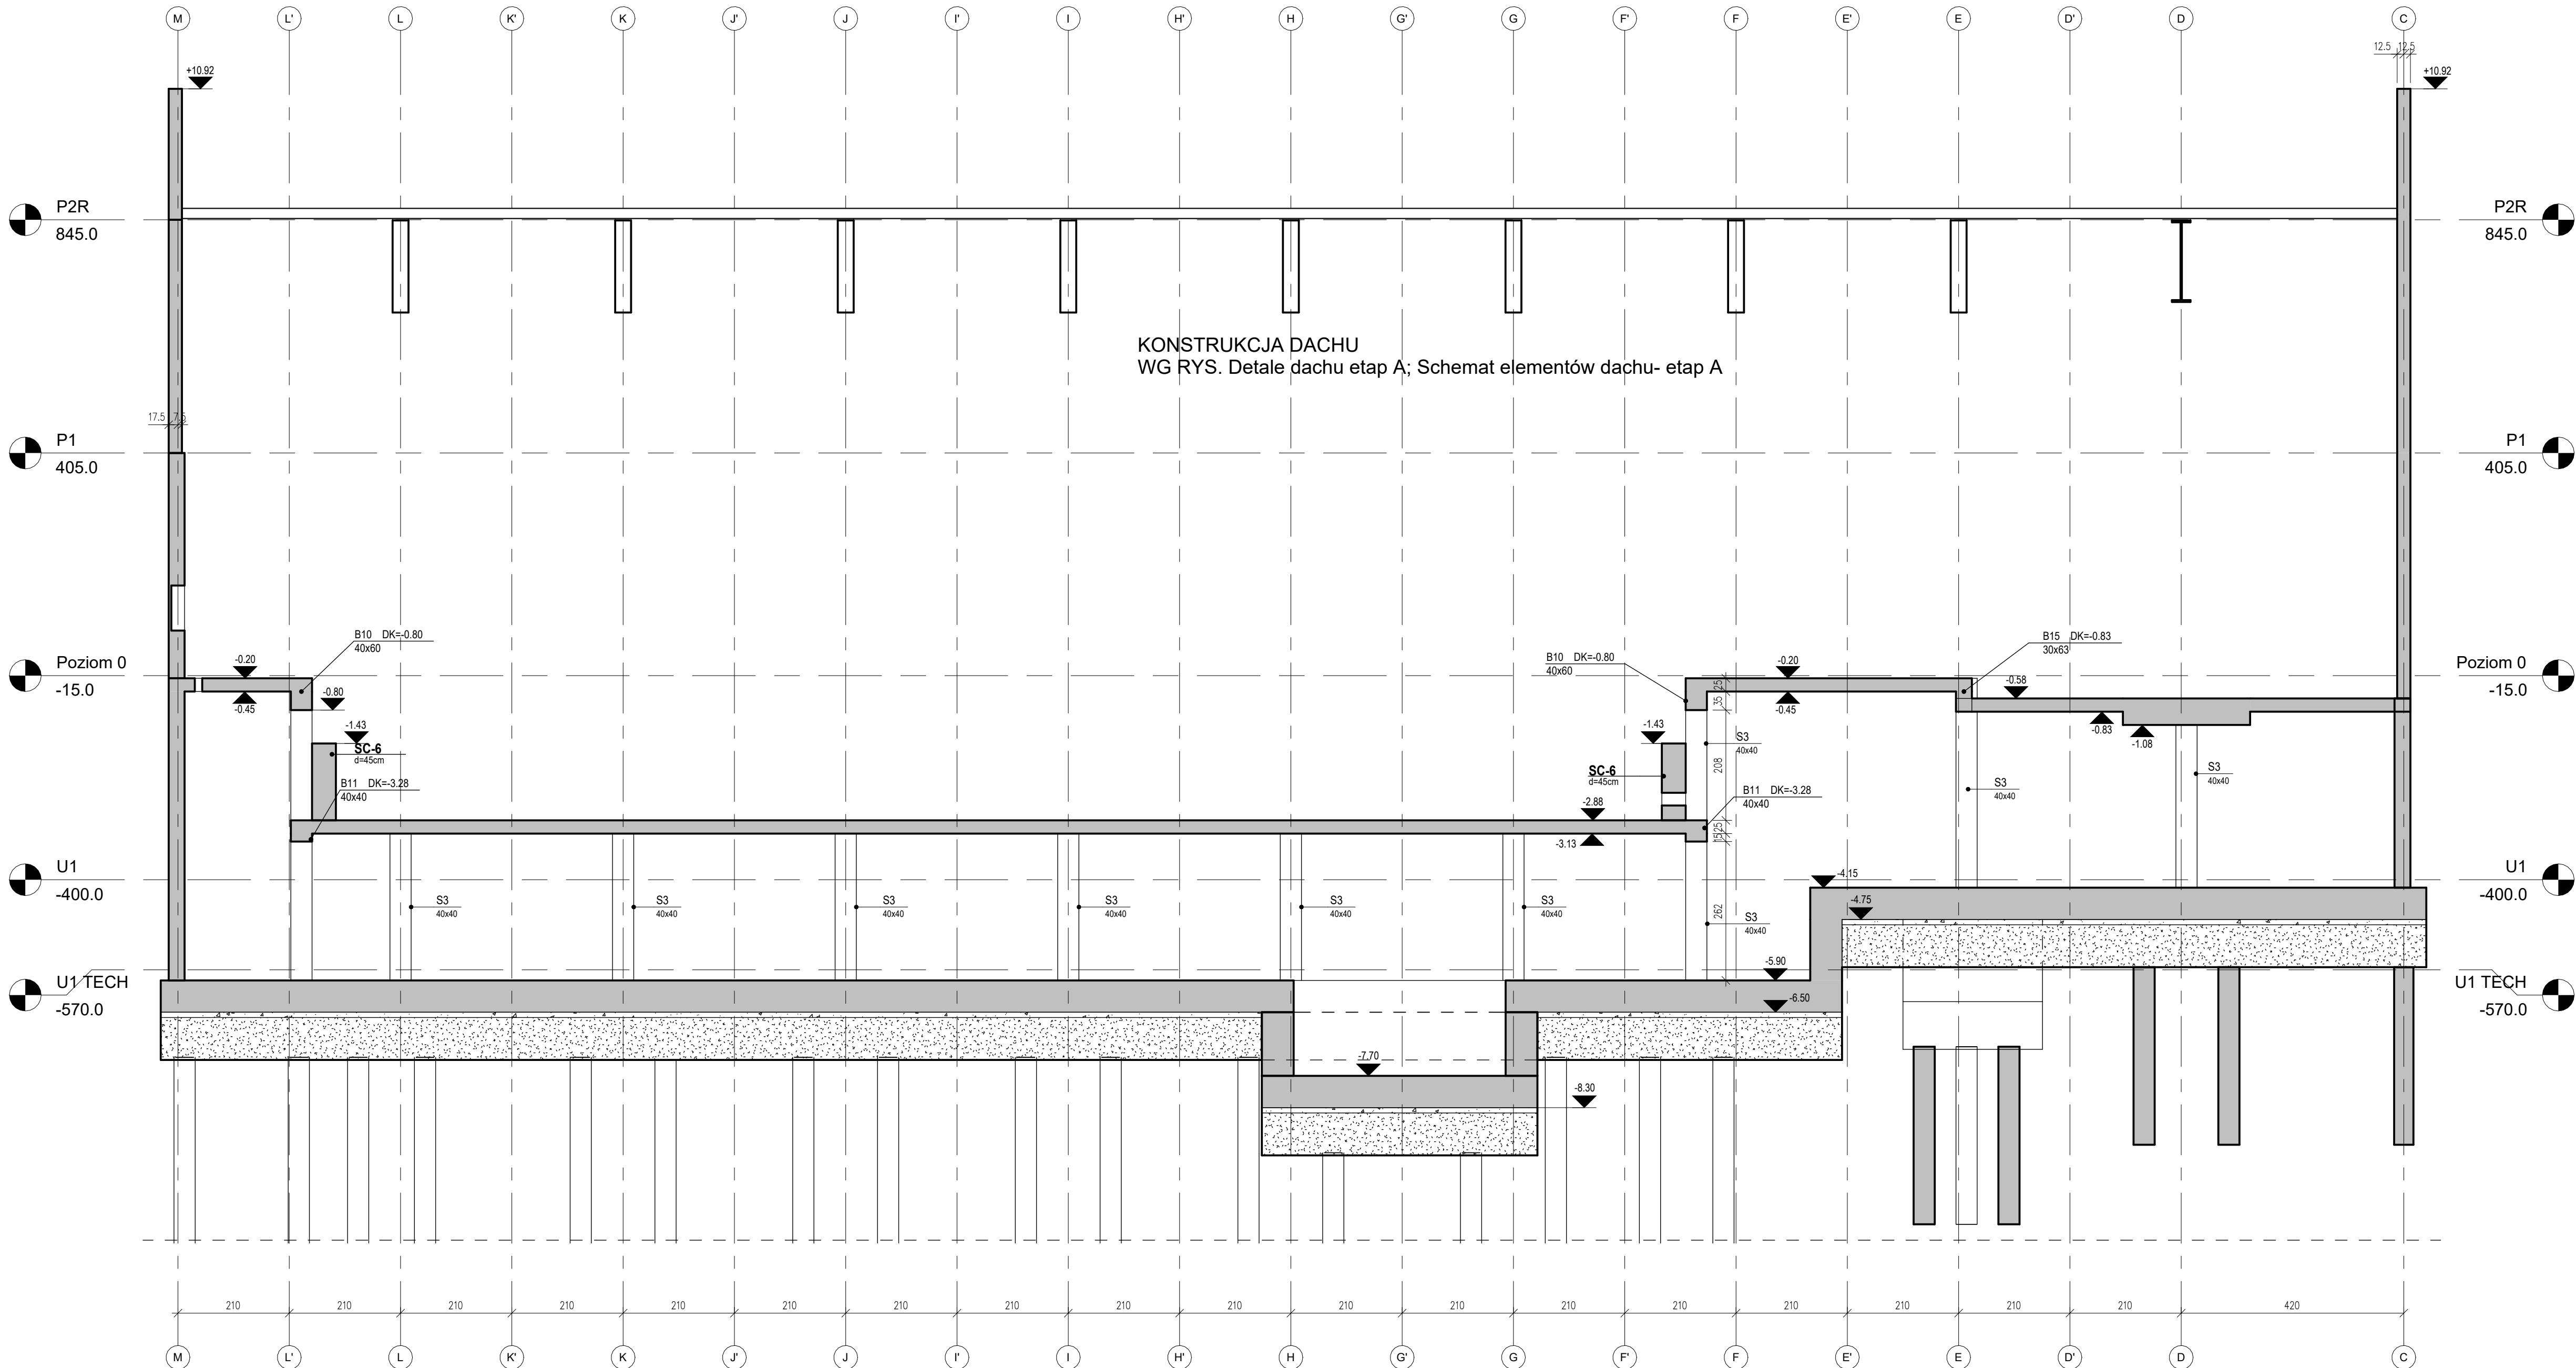 M L' L K' K J' J I' I H' H G' G F' F E' E D' D C
12.5 12.5
+10.92
+10.92
P2R
845.0
P2R
845.0
KONSTRUKCJA DACHU
WG RYS. Detale dachu etap A; Schemat elementów dachu- etap A
17.5 7.5
P1
405.0
P1
405.0
B10 DK=-0.80
40x60
B15 DK=-0.83
30x63
B10 DK=-0.80
40x60
Poziom 0
-15.0
Poziom 0
-15.0
-0.20
-0.45
-0.80
-0.20
-0.45
25
35
-0.58
-0.83
-1.08
-1.43
SC-6
d=45cm
B11 DK=-3.28
40x40
-1.43
SC-6
d=45cm
S3
40x40
208
B11 DK=-3.28
40x40
S3
40x40
S3
40x40
-2.88
-3.13
25
15
U1
-400.0
U1
-400.0
S3
40x40
S3
40x40
S3
40x40
S3
40x40
S3
40x40
S3
40x40
262
S3
40x40
-4.15
-4.75
-5.90
-6.50
U1 TECH
-570.0
U1 TECH
-570.0
-7.70
-8.30
210 210 210 210 210 210 210 210 210 210 210 210 210 210 210 210 210 210 420
M L' L K' K J' J I' I H' H G' G F' F E' E D' D C